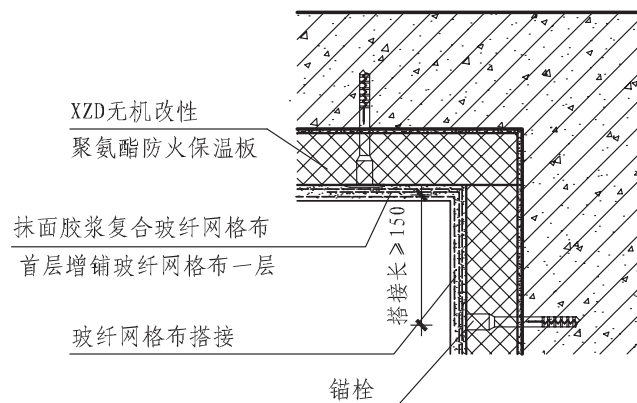 XZD无机改性
聚氨酯防火保温板
抹面胶浆复合玻纤网格布
首层增铺玻纤网格布一层
搭接长≥150
玻纤网格布搭接
锚栓